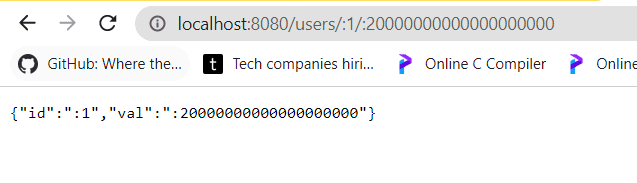 localhost:8080/users/:1/:20000000000000000000
GitHub: Where the... Tech companies hiri... Online C Compiler Online
{"id":":1","val":":20000000000000000000"}